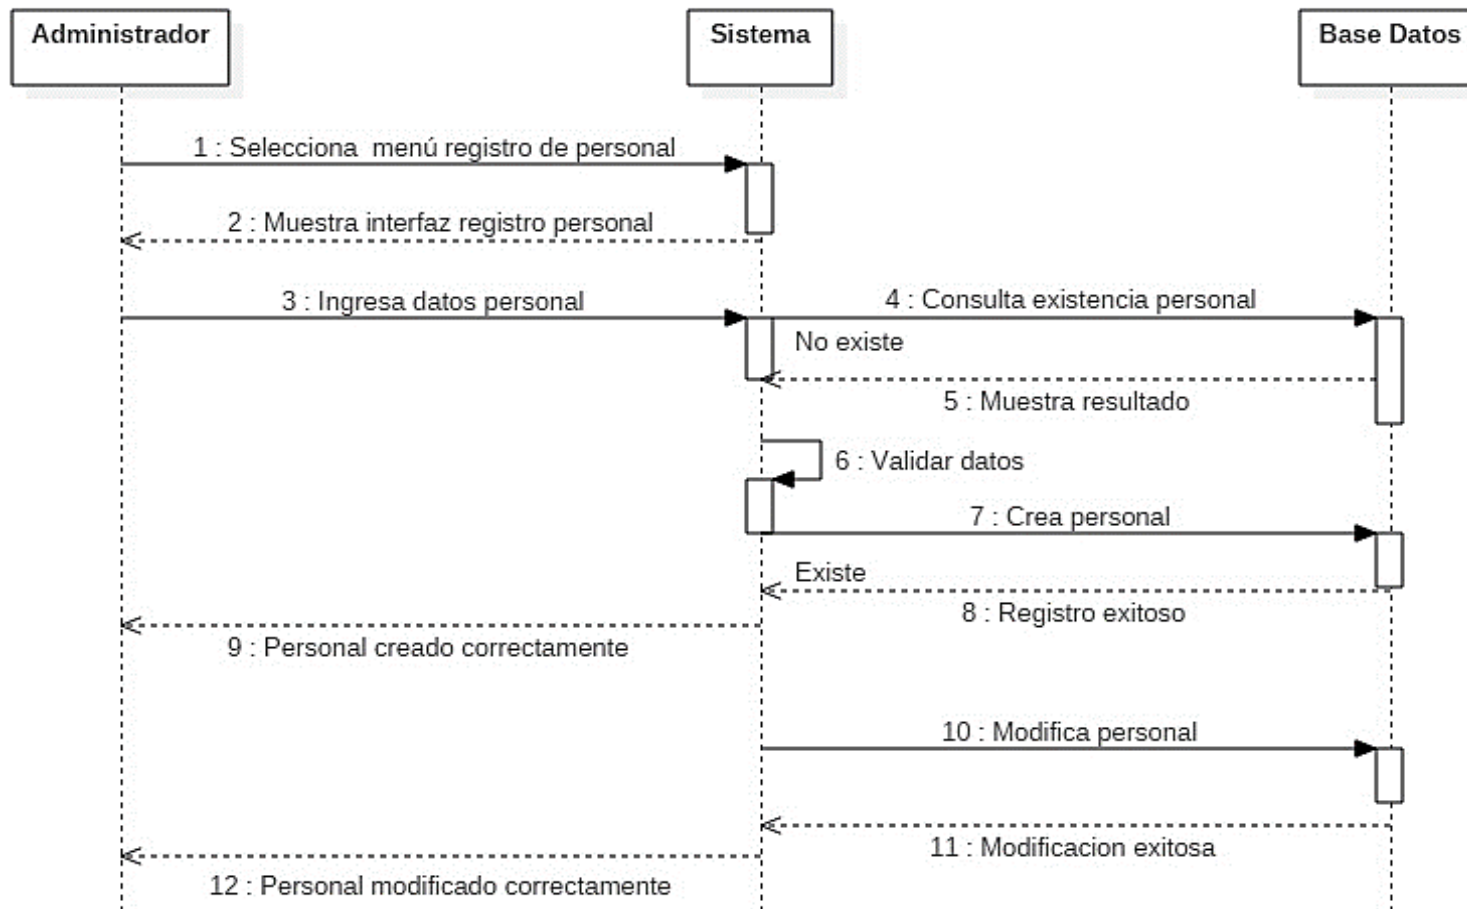 Administrador
Sistema
Base Datos
1 : Selecciona menú registro de personal
2 : Muestra interfaz registro personal
3 : Ingresa datos personal
4 : Consulta existencia personal
No existe
5 : Muestra resultado
6 : Validar datos
7 : Crea personal
Existe
8 : Registro exitoso
9 : Personal creado correctamente
10 : Modifica personal
11 : Modificacion exitosa
12 : Personal modificado correctamente